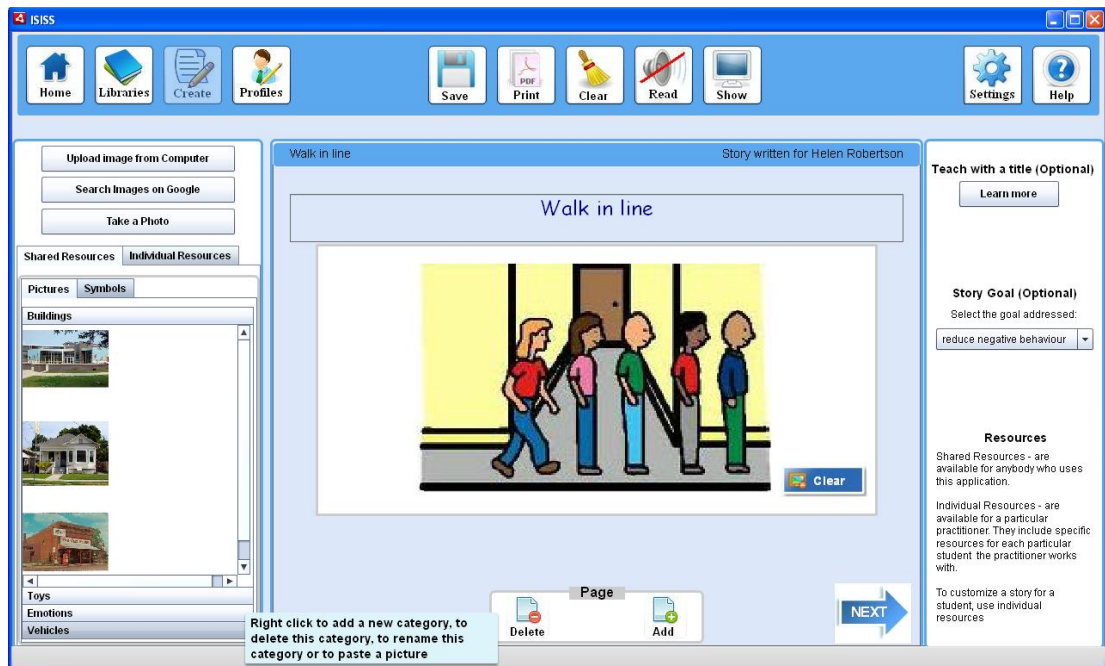 ISISS
Home
Libraries
Create
Profiles
Save
PDF
Print
Clear
Read
Show
Settings
Help
Upload image from Computer
Search Images on Google
Take a Photo
Shared Resources
Individual Resources
Pictures
Symbols
Buildings
Toys
Emotions
Vehicles
Right click to add a new category, to
delete this category, to rename this
category or to paste a picture
Walk in line
Story written for Helen Robertson
Walk in line
Clear
Page
Delete
Add
NEXT
Teach with a title (Optional)
Learn more
Story Goal (Optional)
Select the goal addressed:
reduce negative behaviour
Resources
Shared Resources - are
available for anybody who uses
this application.
Individual Resources - are
available for a particular
practitioner. They include specific
resources for each particular
student the practitioner works
with.
To customize a story for a
student, use individual
resources